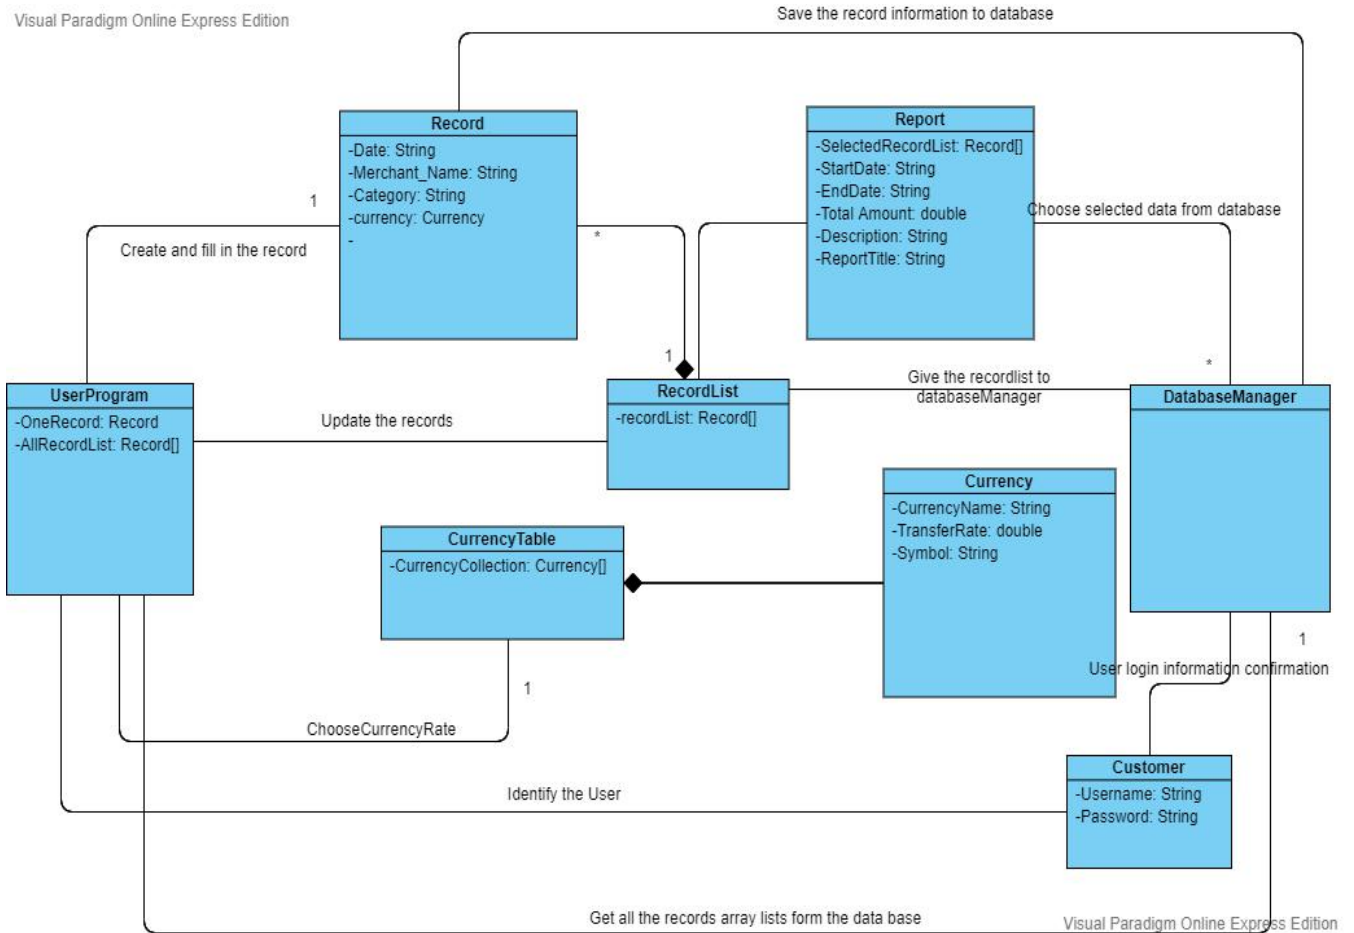 Visual Paradigm Online Express Edition
Save the record information to database
Record
-Date: String
-Merchant_Name: String
-Category: String
-currency: Currency
-
Report
-SelectedRecordList: Record[]
-StartDate: String
-EndDate: String
-Total Amount: double
-Description: String
-ReportTitle: String
1
Create and fill in the record
*
Choose selected data from database
1
*
UserProgram
-OneRecord: Record
-AllRecordList: Record[]
Update the records
RecordList
-recordList: Record[]
Give the recordlist to
databaseManager
DatabaseManager
CurrencyTable
-CurrencyCollection: Currency[]
Currency
-CurrencyName: String
-TransferRate: double
-Symbol: String
1
1
User login information confirmation
ChooseCurrencyRate
Customer
-Username: String
-Password: String
Identify the User
Get all the records array lists form the data base
Visual Paradigm Online Express Edition